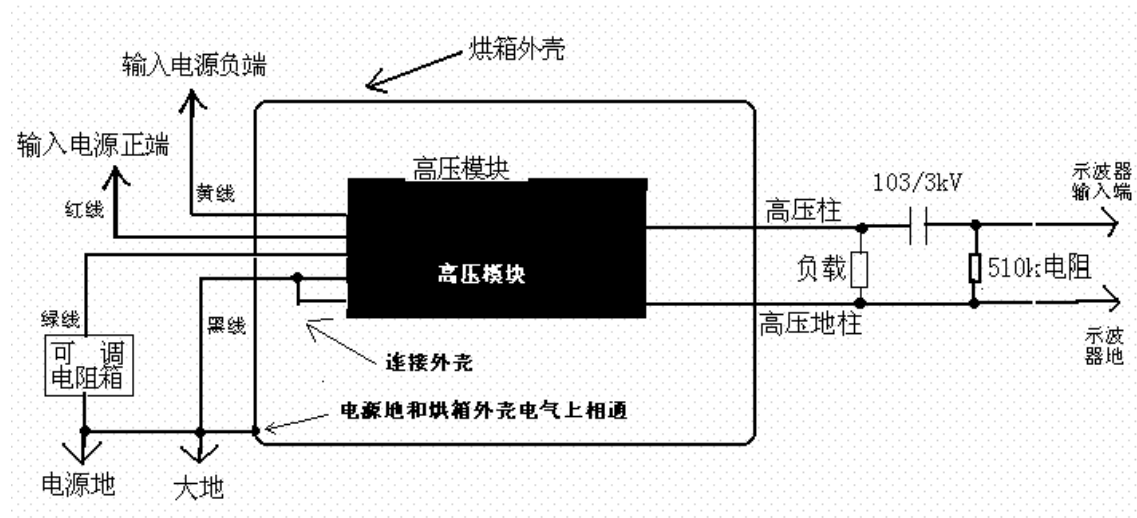 烘箱外壳
输入电源负端
输入电源正端
高压模块
黄线
红线
103/3kV
示波器
输入端
高压柱
高压模块
负载
510k电阻
绿线
黑线
高压地柱
示波
器地
可 调
电阻箱
连接外壳
电源地和烘箱外壳电气上相通
电源地
大地